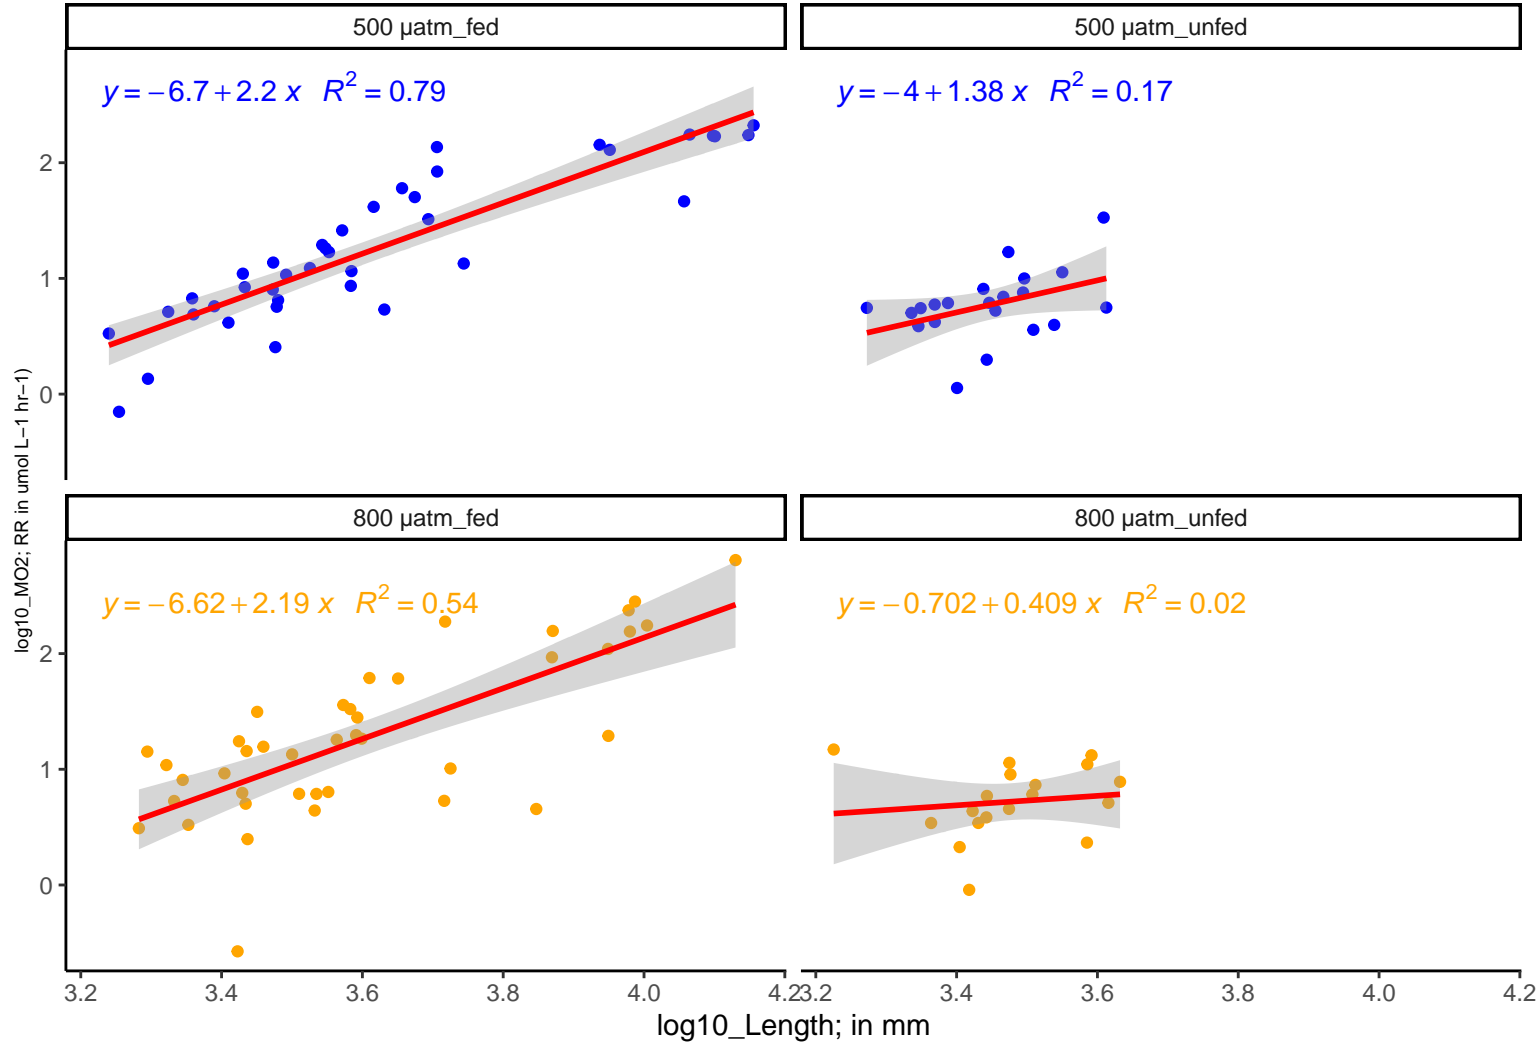 500 µatm_fed
500 µatm_unfed
y = −6.7 + 2.2 x R² = 0.79
y = −4 + 1.38 x R² = 0.17
2
1
0
log10_MO2; RR in umol L−1 hr−1)
800 µatm_fed
800 µatm_unfed
y = −6.62 + 2.19 x R² = 0.54
y = −0.702 + 0.409 x R² = 0.02
2
1
0
3.2 3.4 3.6 3.8 4.0 4.2 3.2 3.4 3.6 3.8 4.0 4.2
log10_Length; in mm